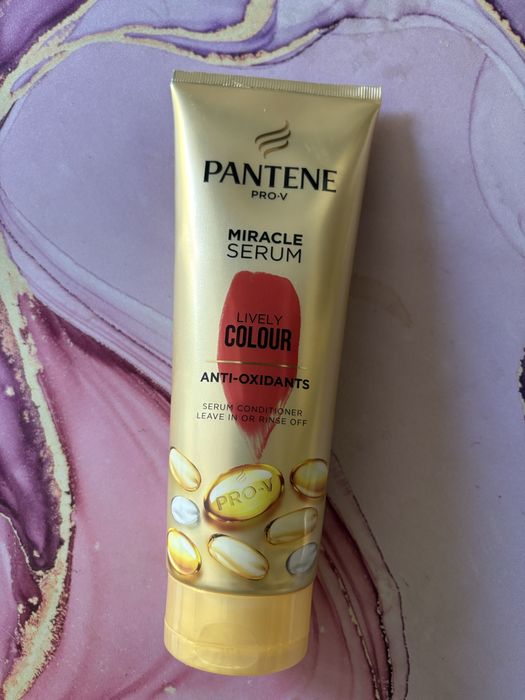 PANTENE
PRO-V
MIRACLE
SERUM
LIVELY
COLOUR
ANTI-OXIDANTS
SERUM CONDITIONER
LEAVE IN OR RINSE OFF
PRO-V